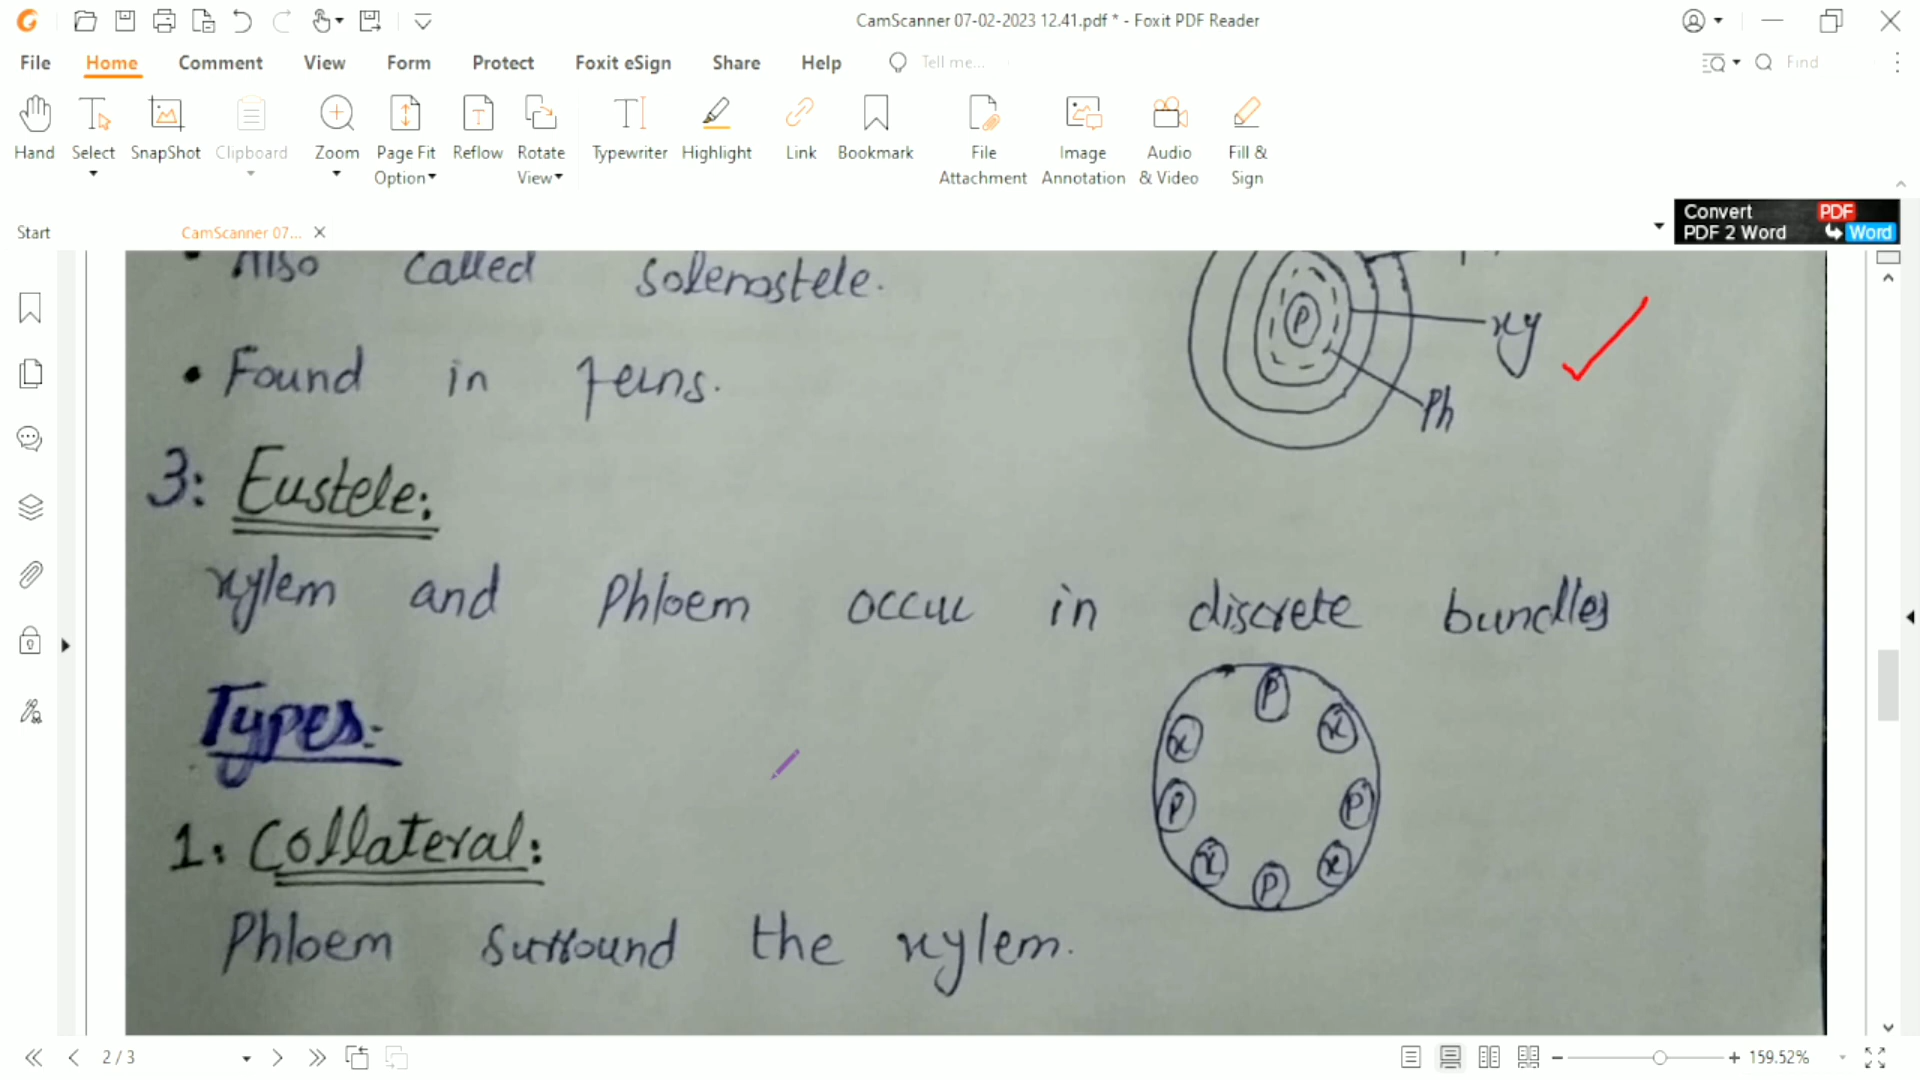 CamScanner 07-02-2023 12.41.pdf * - Foxit PDF Reader
File Home Comment View Form Protect Foxit eSign Share Help Tell me... Find
Hand Select SnapShot Clipboard Zoom Page Fit Option Reflow Rotate View Typewriter Highlight Link Bookmark File Attachment Image Annotation Audio & Video Fill & Sign
Convert PDF
PDF 2 Word Word
Start CamScanner 07...
• Also called solenostele.
xy
• Found in ferns.
Ph
P
3: Eustele:
xylem and Phloem occur in discrete bundles
Types:
P
x x
P P
x x
P
1: Collateral:
Phloem surround the xylem.
2 / 3 159.52%